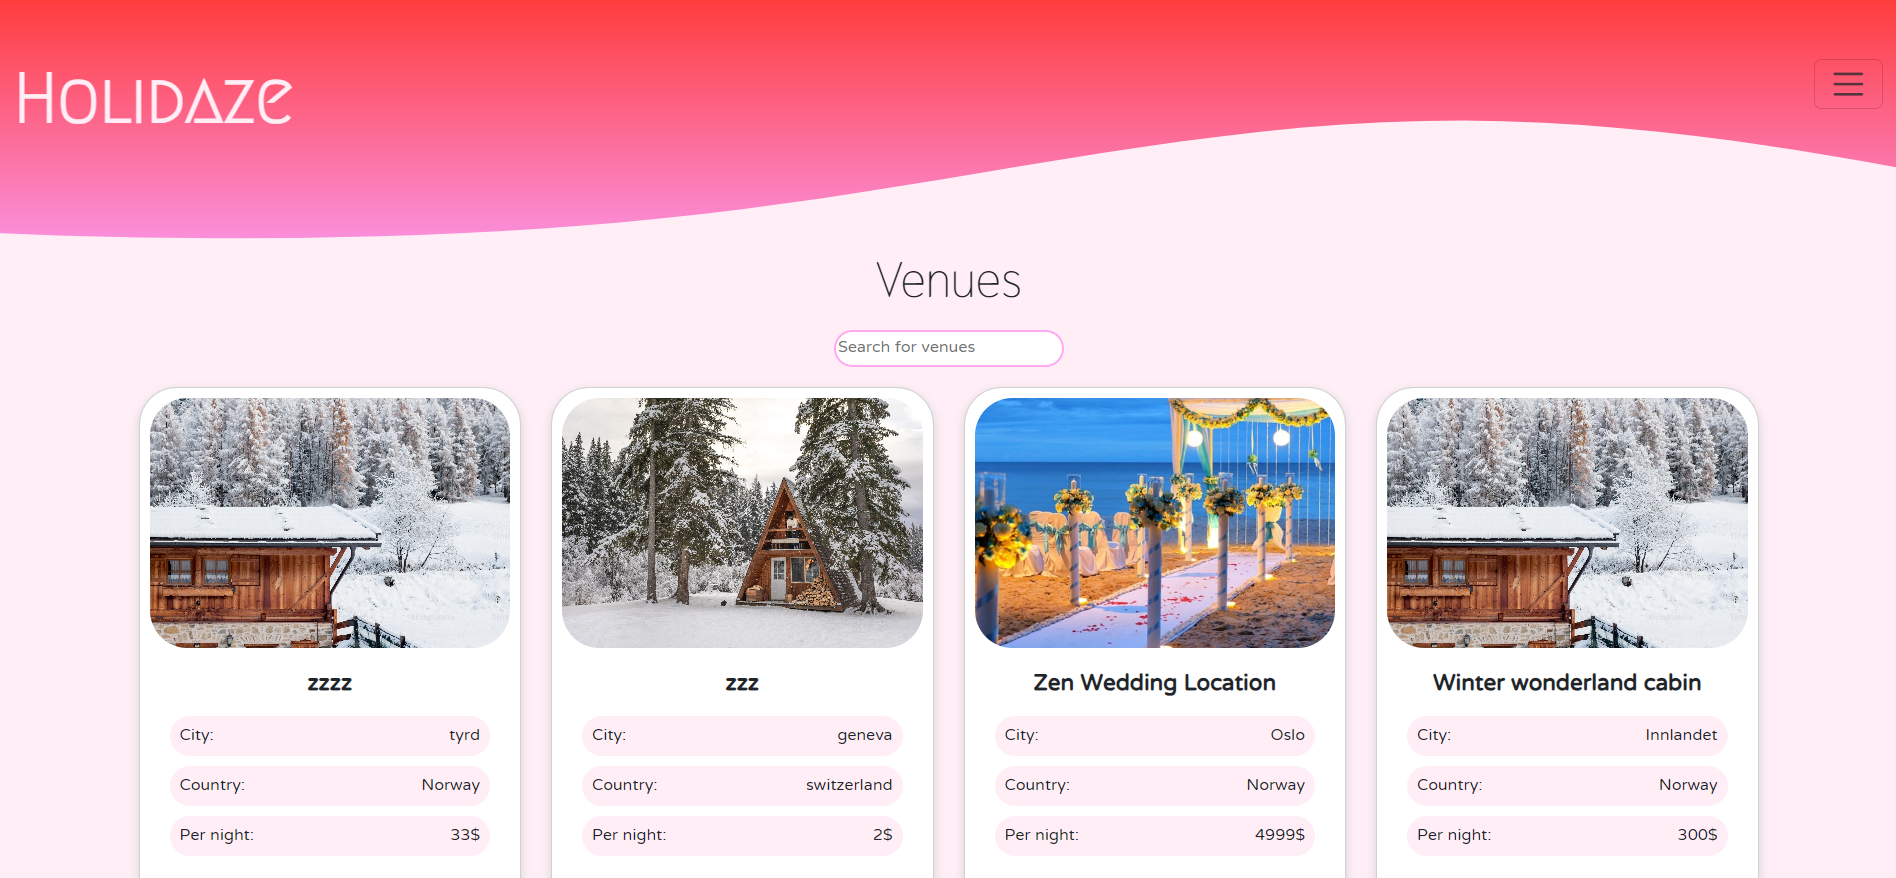 Holidaze
Venues
Search for venues
zzzz
City: tyrd
Country: Norway
Per night: 33$
zzz
City: geneva
Country: switzerland
Per night: 2$
Zen Wedding Location
City: Oslo
Country: Norway
Per night: 4999$
Winter wonderland cabin
City: Innlandet
Country: Norway
Per night: 300$